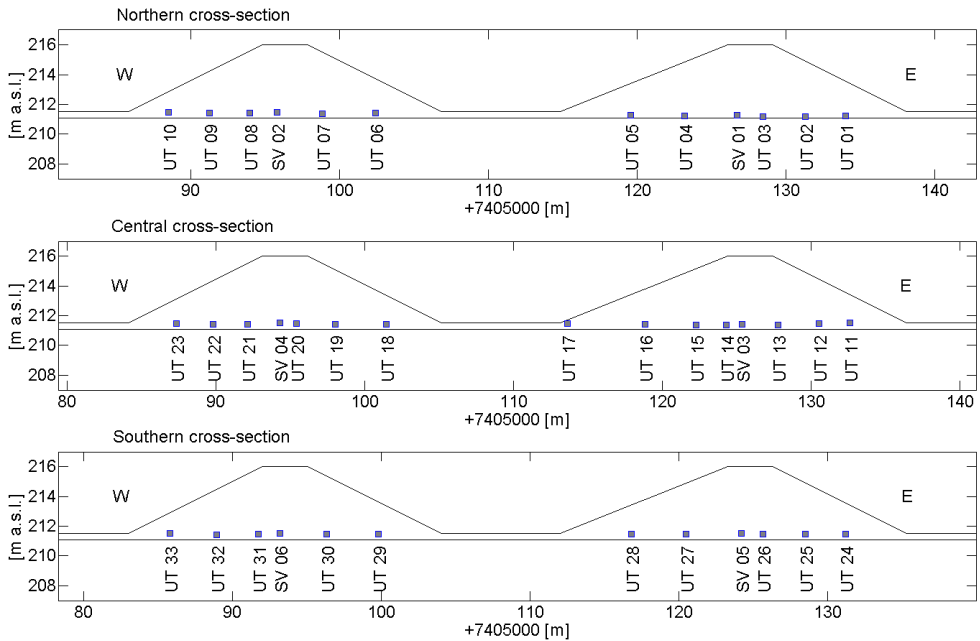 Northern cross-section
216
214
212
210
208
[m a.s.l.]
W
E
UT 10
UT 09
UT 08
SV 02
UT 07
UT 06
UT 05
UT 04
SV 01
UT 03
UT 02
UT 01
90
100
110
120
130
140
+7405000 [m]
Central cross-section
216
214
212
210
208
[m a.s.l.]
W
E
UT 23
UT 22
UT 21
SV 04
UT 20
UT 19
UT 18
UT 17
UT 16
UT 15
UT 14
SV 03
UT 13
UT 12
UT 11
80
90
100
110
120
130
140
+7405000 [m]
Southern cross-section
216
214
212
210
208
[m a.s.l.]
W
E
UT 33
UT 32
UT 31
SV 06
UT 30
UT 29
UT 28
UT 27
SV 05
UT 26
UT 25
UT 24
80
90
100
110
120
130
+7405000 [m]